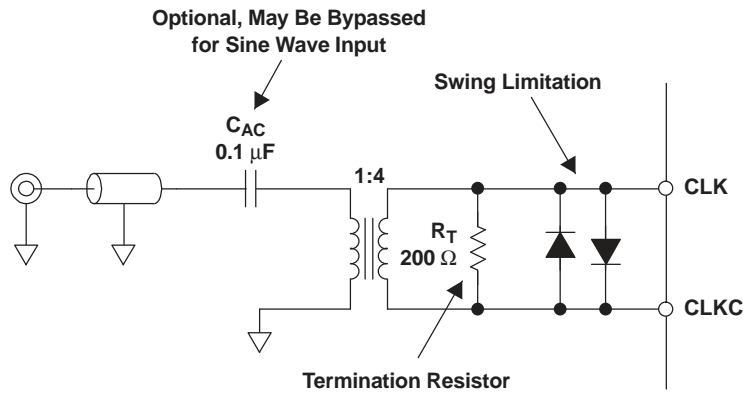 Optional, May Be Bypassed
for Sine Wave Input
Swing Limitation
CAC
0.1 μF
1:4
CLK
RT
200 Ω
CLKC
Termination Resistor